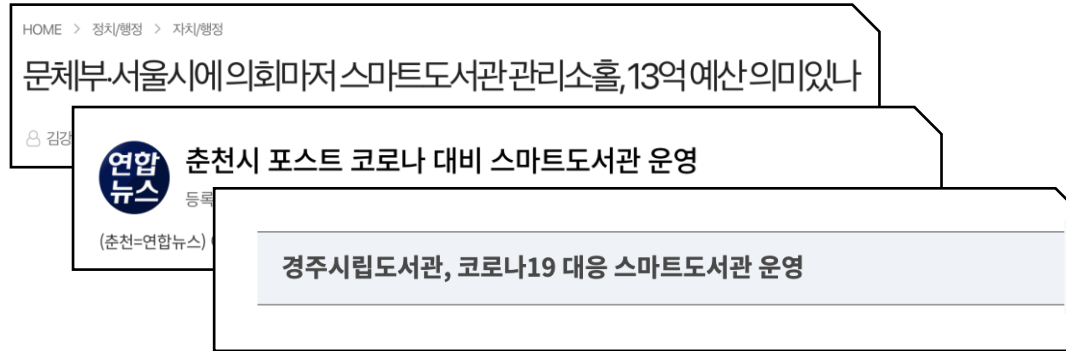 HOME > 정치/행정 > 자치/행정
문체부·서울시에 의회마저 스마트도서관 관리소홀, 13억 예산 의미있나
김강
연합
뉴스
춘천시 포스트 코로나 대비 스마트도서관 운영
등록
(춘천=연합뉴스)
경주시립도서관, 코로나19 대응 스마트도서관 운영